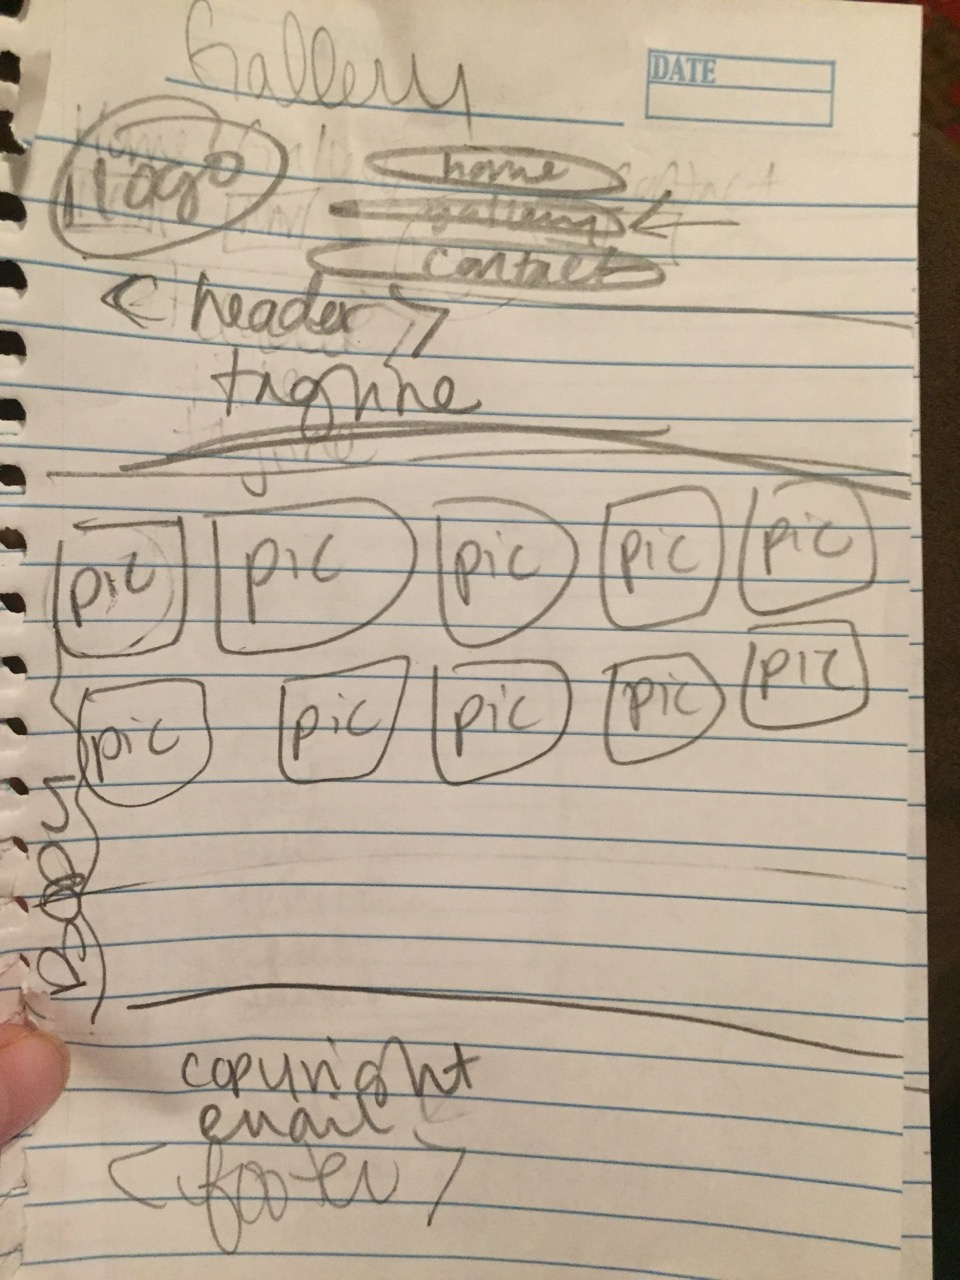 Gallery
DATE
logo
home
gallery
contact
<header>
tagline
pic pic pic pic pic
pic pic pic pic pic
copyright
email
<footer>